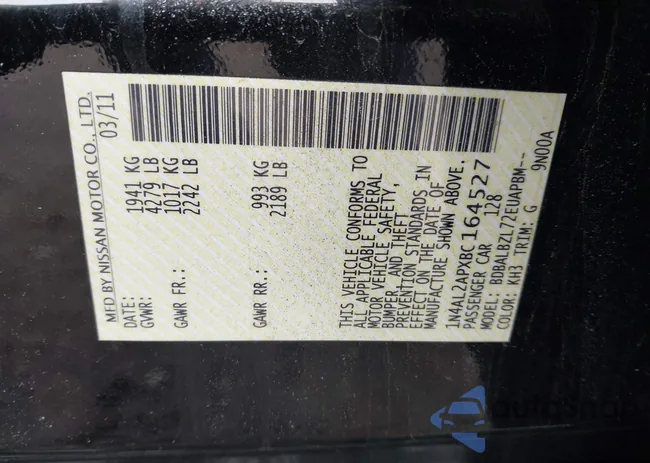 MFD BY NISSAN MOTOR CO., LTD.
DATE: 03/11
GVWR: 1941 KG
4279 LB
GAWR FR.: 1017 KG
2242 LB
GAWR RR.: 993 KG
2189 LB
THIS VEHICLE CONFORMS TO
ALL APPLICABLE FEDERAL
MOTOR VEHICLE SAFETY,
BUMPER, AND THEFT
PREVENTION STANDARDS IN
EFFECT ON THE DATE OF
MANUFACTURE SHOWN ABOVE.
1N4AL2APXBC164527
PASSENGER CAR 128
MODEL: BDBALBZL72EUAPBM--
COLOR: KH3 TRIM: G 9N00A
autoSnap